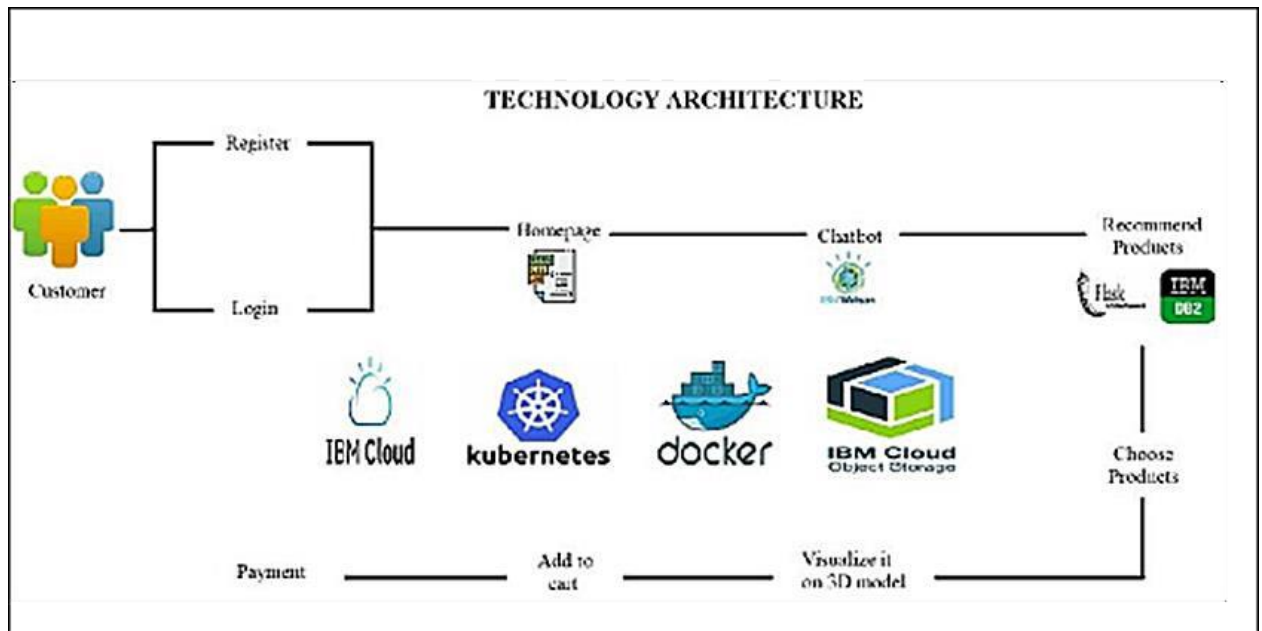 TECHNOLOGY ARCHITECTURE
Register
Customer
Login
Homepage
Chatbot
Recommend
Products
Flask
IBM
DB2
IBM Cloud
kubernetes
docker
IBM Cloud
Object Storage
Choose
Products
Payment
Add to
cart
Visualize it
on 3D model